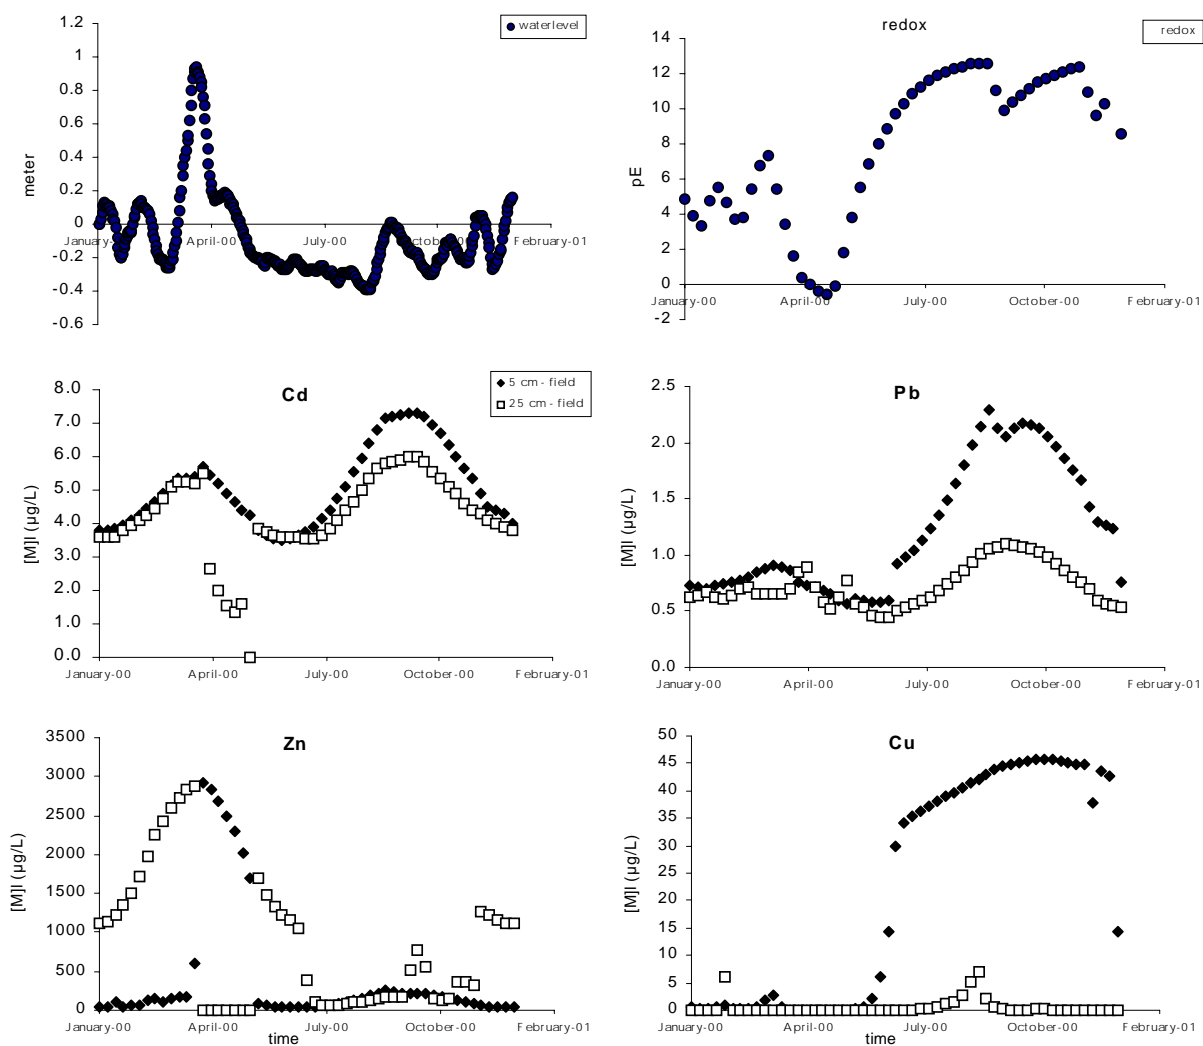 waterlevel
1.2
1
0.8
0.6
0.4
0.2
0
-0.2
-0.4
-0.6
meter
January-00 April-00 July-00 October-00 February-01
redox
redox
14
12
10
8
6
4
2
0
-2
pE
January-00 April-00 July-00 October-00 February-01
Cd
5 cm - field
25 cm - field
8.0
7.0
6.0
5.0
4.0
3.0
2.0
1.0
0.0
[M]l (µg/L)
January-00 April-00 July-00 October-00 February-01
Pb
2.5
2.0
1.5
1.0
0.5
0.0
[M]l (µg/L)
January-00 April-00 July-00 October-00 February-01
Zn
3500
3000
2500
2000
1500
1000
500
0
[M]l (µg/L)
January-00 April-00 July-00 October-00 February-01
time
Cu
50
45
40
35
30
25
20
15
10
5
0
[M]l (µg/L)
January-00 April-00 July-00 October-00 February-01
time